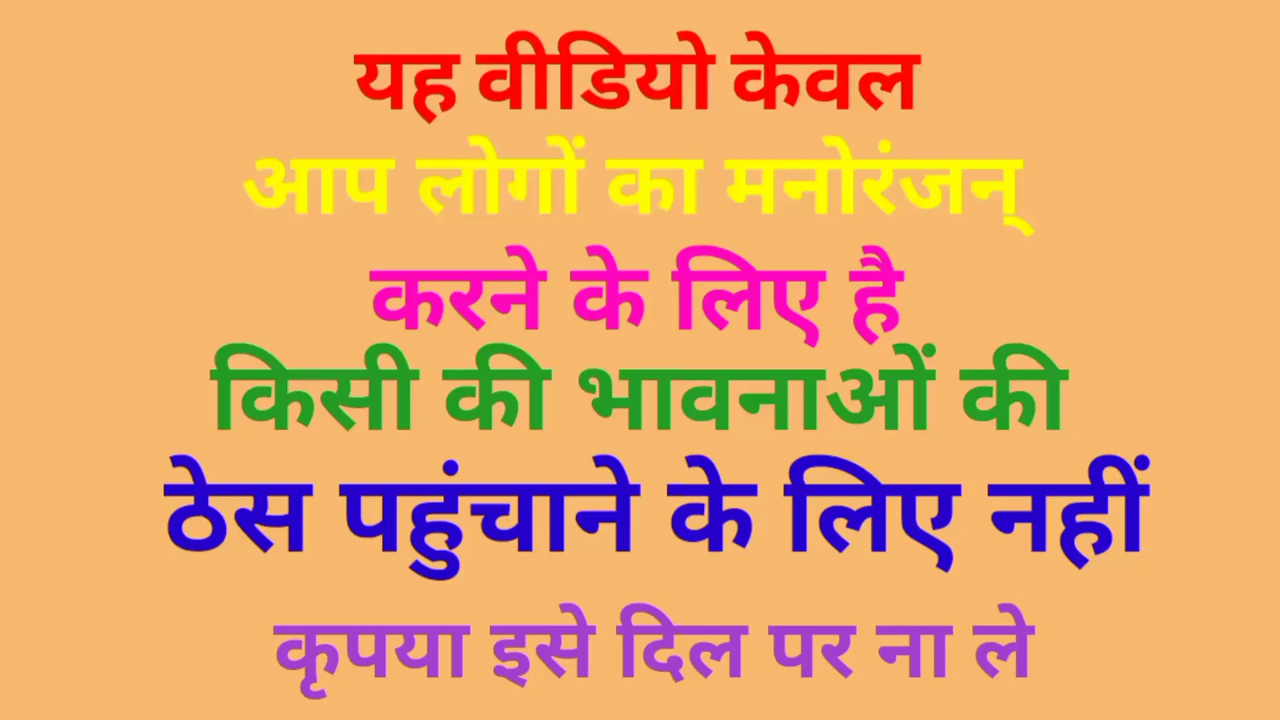 यह वीडियो केवल
आप लोगों का मनोरंजन्
करने के लिए है
किसी की भावनाओं की
ठेस पहुंचाने के लिए नहीं
कृपया इसे दिल पर ना ले